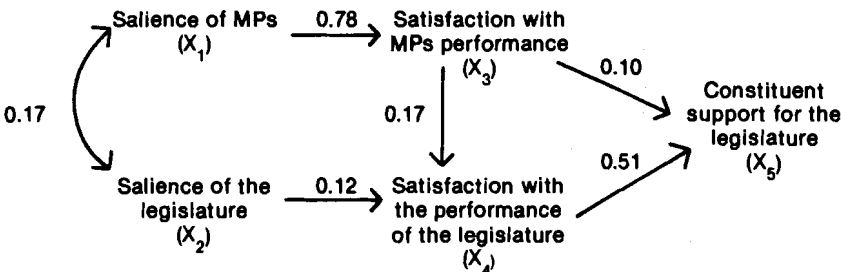 Salience of MPs
(X1)
0.78
Satisfaction with
MPs performance
(X3)
0.10
0.17
0.17
Constituent
support for the
legislature
(X5)
0.51
Salience of the
legislature
(X2)
0.12
Satisfaction with
the performance
of the legislature
(X4)